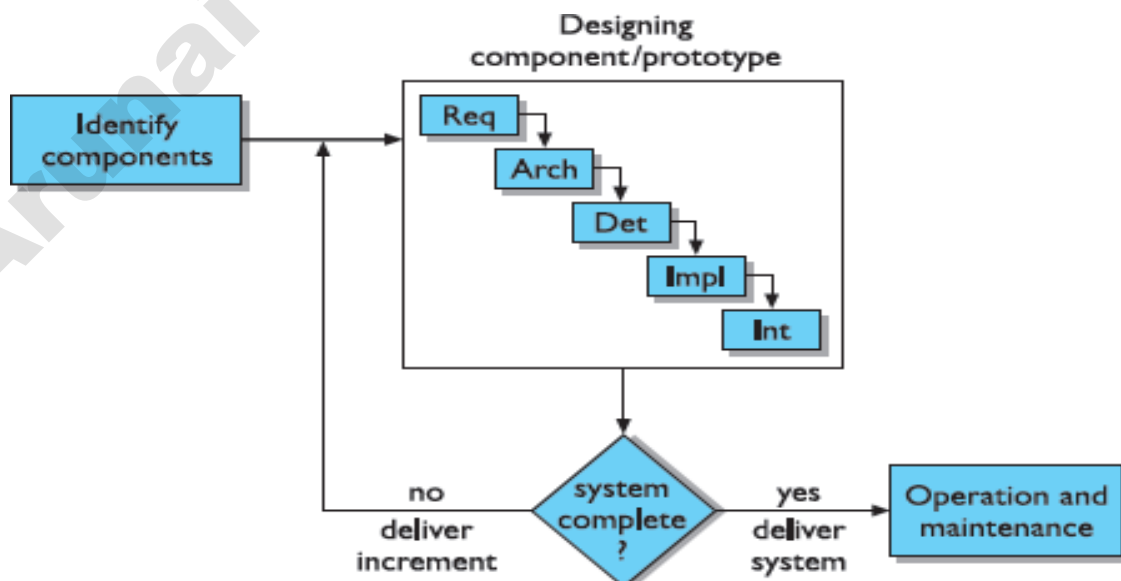 Designing
component/prototype
Identify
components
Req
Arch
Det
Impl
Int
system
complete
?
no
deliver
increment
yes
deliver
system
Operation and
maintenance